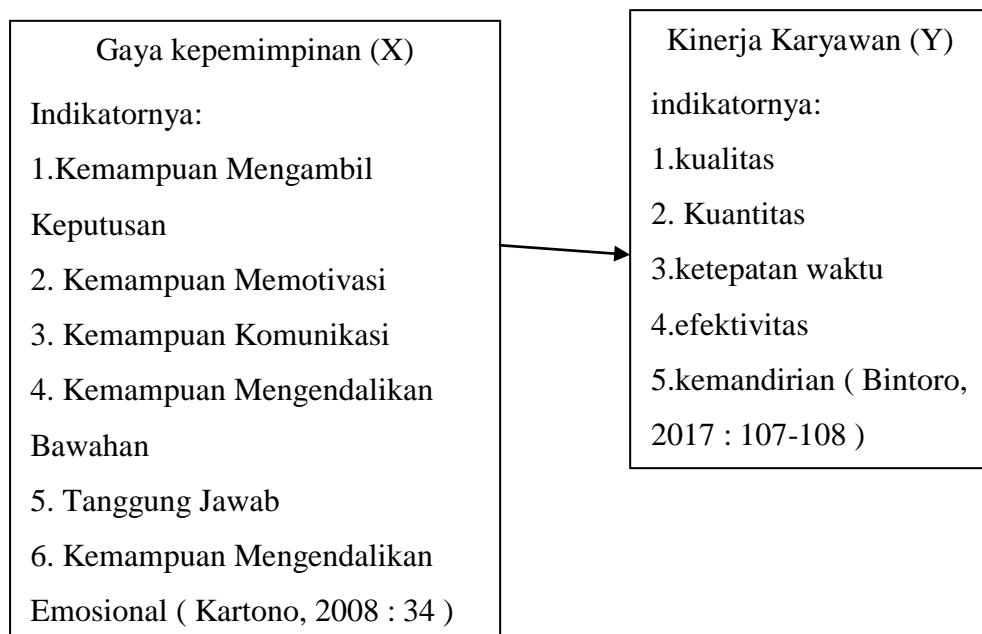 Gaya kepemimpinan (X)
Indikatornya:
1.Kemampuan Mengambil
Keputusan
2. Kemampuan Memotivasi
3. Kemampuan Komunikasi
4. Kemampuan Mengendalikan
Bawahan
5. Tanggung Jawab
6. Kemampuan Mengendalikan
Emosional ( Kartono, 2008 : 34 )
Kinerja Karyawan (Y)
indikatornya:
1.kualitas
2. Kuantitas
3.ketepatan waktu
4.efektivitas
5.kemandirian ( Bintoro,
2017 : 107-108 )